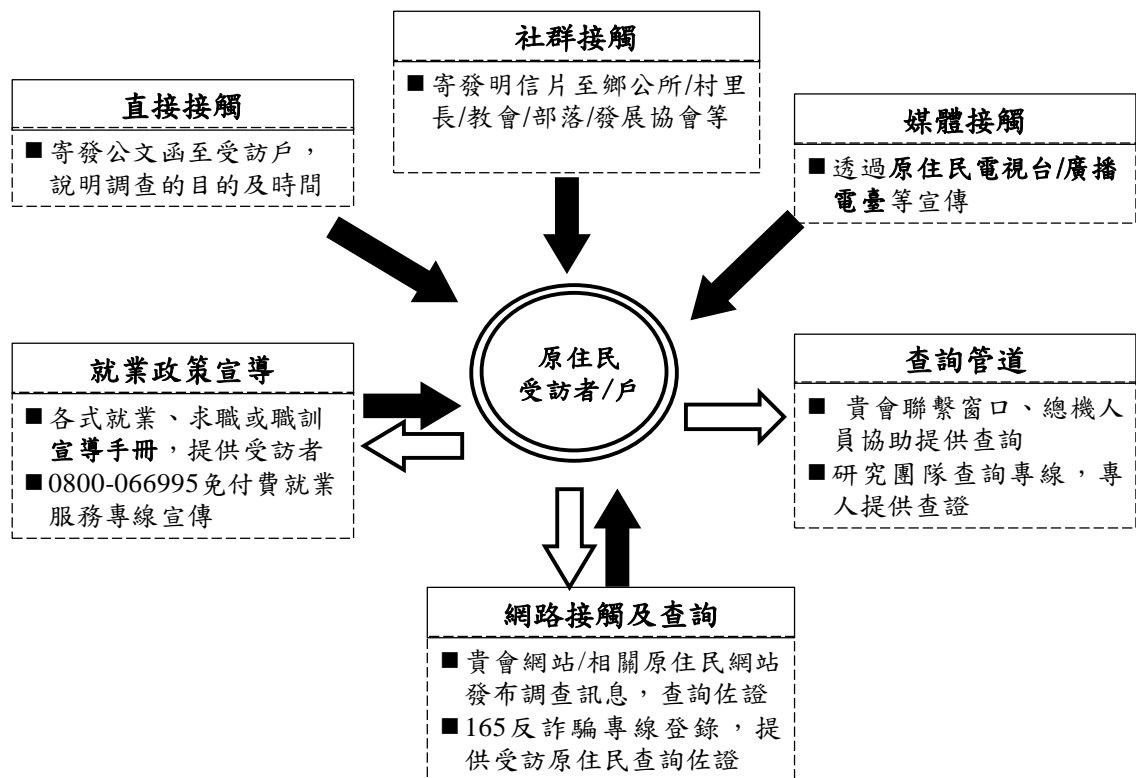 社群接觸
■寄發明信片至鄉公所/村里
長/教會/部落/發展協會等
直接接觸
■寄發公文函至受訪戶，
說明調查的目的及時間
媒體接觸
■透過原住民電視台/廣播
電臺等宣傳
原住民
受訪者/戶
就業政策宣導
■各式就業、求職或職訓
宣導手冊，提供受訪者
■0800-066995免付費就業
服務專線宣傳
查詢管道
■ 貴會聯繫窗口、總機人
員協助提供查詢
■研究團隊查詢專線，專
人提供查證
網路接觸及查詢
■貴會網站/相關原住民網站
發布調查訊息，查詢佐證
■165反詐騙專線登錄，提
供受訪原住民查詢佐證